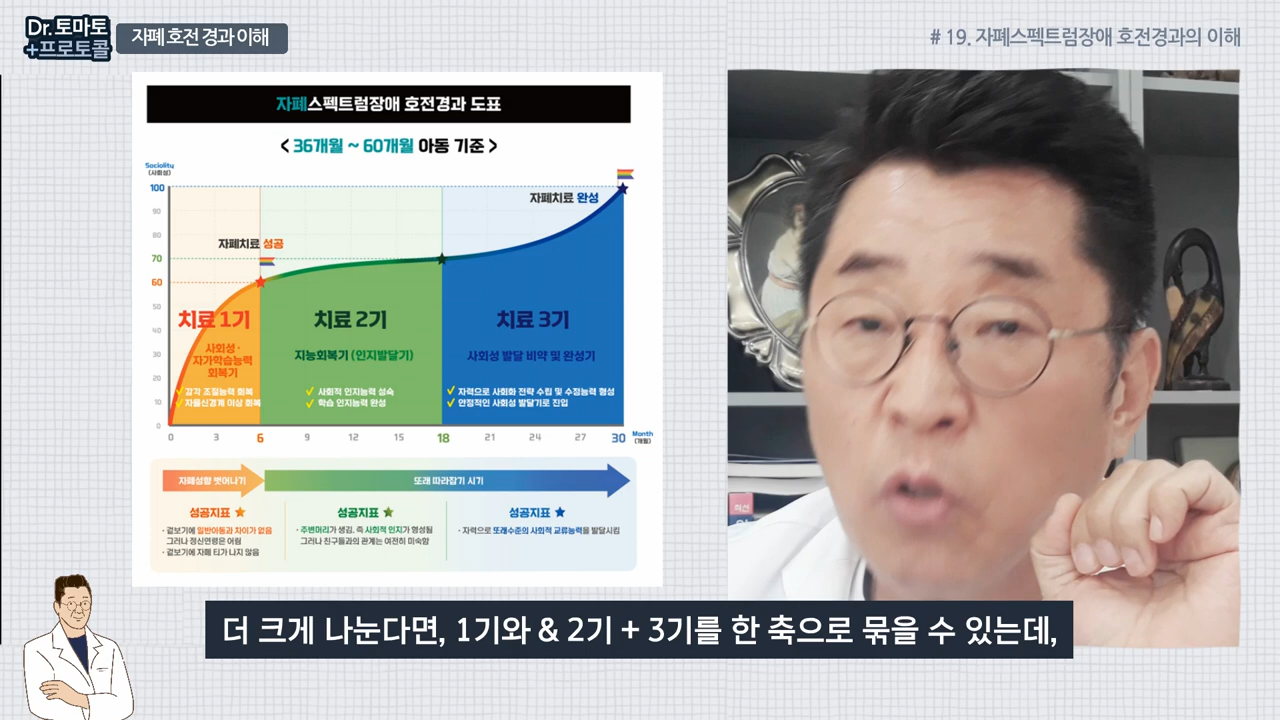 Dr.토마토
+프로토콜
자폐 호전 경과 이해
# 19. 자폐스펙트럼장애 호전경과의 이해
자폐스펙트럼장애 호전경과 도표
< 36개월 ~ 60개월 아동 기준 >
Sociality
(사회성)
100
90
80
70
60
50
40
30
20
10
0
자폐치료 성공
자폐치료 완성
치료 1기
치료 2기
치료 3기
사회성·
자가학습능력
회복기
지능회복기 (인지발달기)
사회성 발달 비약 및 완성기
감각 조절능력 회복
자율신경계 이상 회복
사회적 인지능력 성숙
학습 인지능력 완성
자력으로 사회화 전략 수립 및 수정능력 형성
안정적인 사회성 발달기로 진입
0 3 6 9 12 15 18 21 24 27 30
Month
(개월)
자폐성향 벗어나기
또래 따라잡기 시기
성공지표
성공지표
성공지표
· 겉보기에 일반아동과 차이가 없음
그러나 정신연령은 어림
· 겉보기에 자폐 티가 나지 않음
· 주변머리가 생김. 즉 사회적 인지가 형성됨
그러나 친구들과의 관계는 여전히 미숙함
· 자력으로 또래수준의 사회적 교류능력을 발달시킴
최신
더 크게 나눈다면, 1기와 & 2기 + 3기를 한 축으로 묶을 수 있는데,